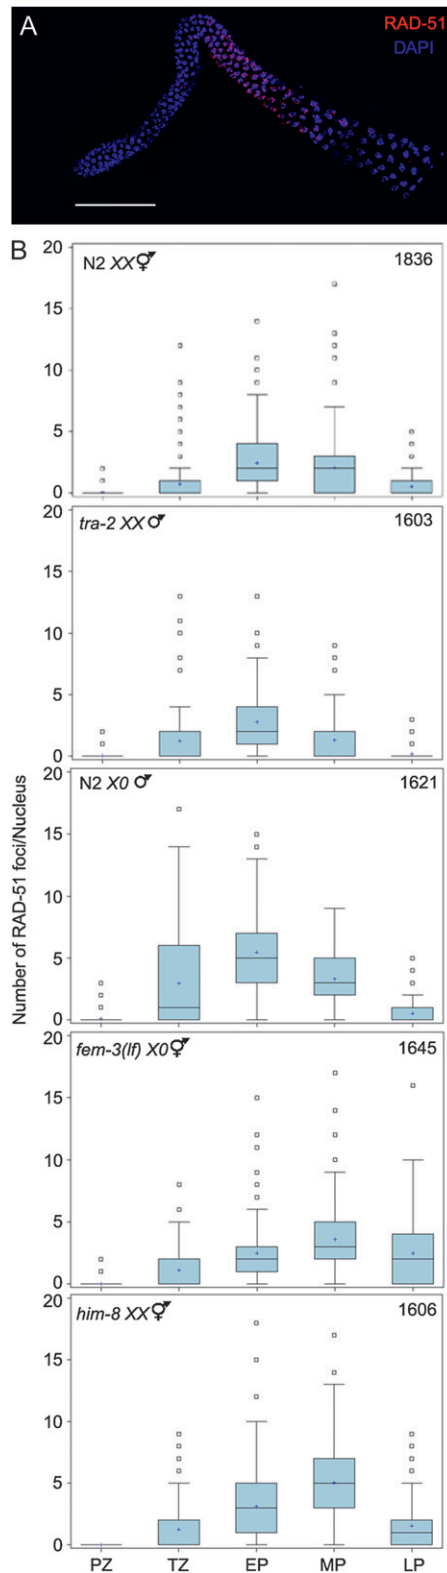 A
RAD-51
DAPI
B
Number of RAD-51 foci/Nucleus
N2 XX ⚥ 1836
20
15
10
5
0
tra-2 XX ♂ 1603
20
15
10
5
0
N2 X0 ♂ 1621
20
15
10
5
0
fem-3(lf) X0 ⚥ 1645
20
15
10
5
0
him-8 XX ⚥ 1606
20
15
10
5
0
PZ TZ EP MP LP